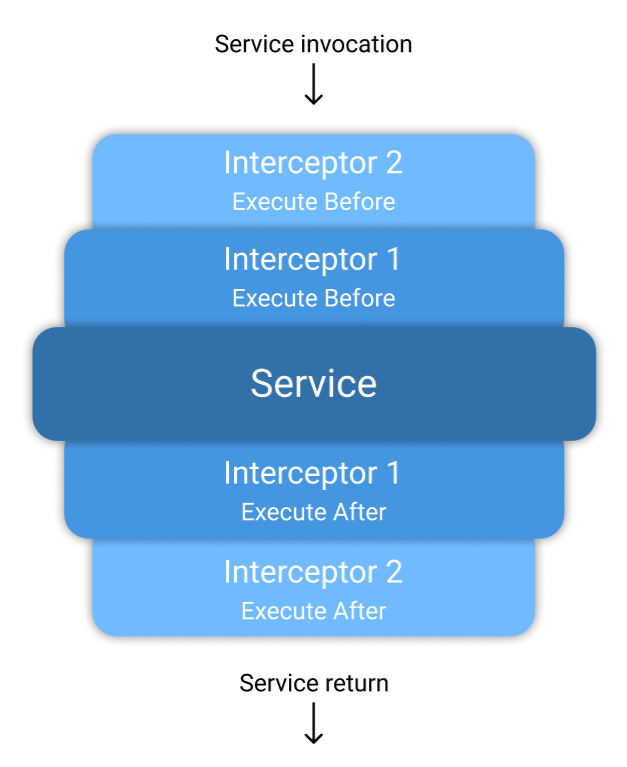 Service invocation
Interceptor 2
Execute Before
Interceptor 1
Execute Before
Service
Interceptor 1
Execute After
Interceptor 2
Execute After
Service return